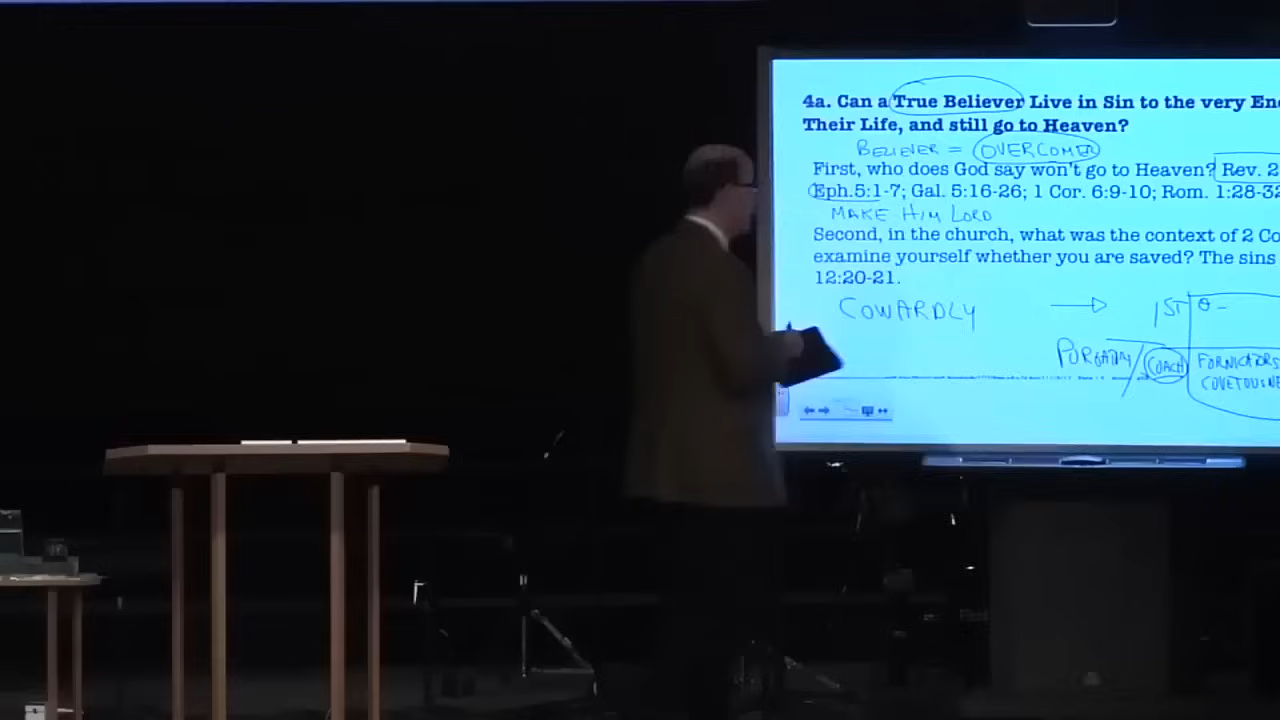 4a. Can a True Believer Live in Sin to the very En
Their Life, and still go to Heaven?
BELIEVER = OVERCOMER
First, who does God say won't go to Heaven? Rev. 2
Eph.5:1-7; Gal. 5:16-26; 1 Cor. 6:9-10; Rom. 1:28-32
MAKE HIM LORD
Second, in the church, what was the context of 2 Co
examine yourself whether you are saved? The sins
12:20-21.
COWARDLY 1ST
COACH FORNICATORS
COVETOUSNE